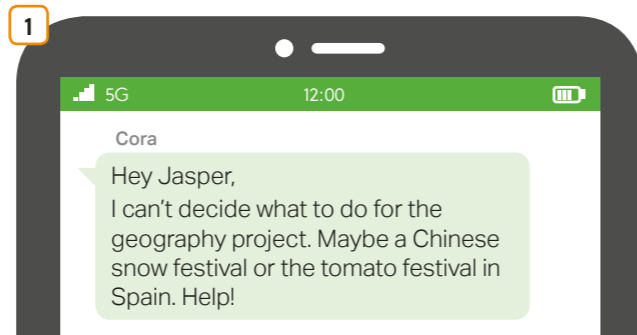 1
5G 12:00
Cora
Hey Jasper,
I can't decide what to do for the
geography project. Maybe a Chinese
snow festival or the tomato festival in
Spain. Help!